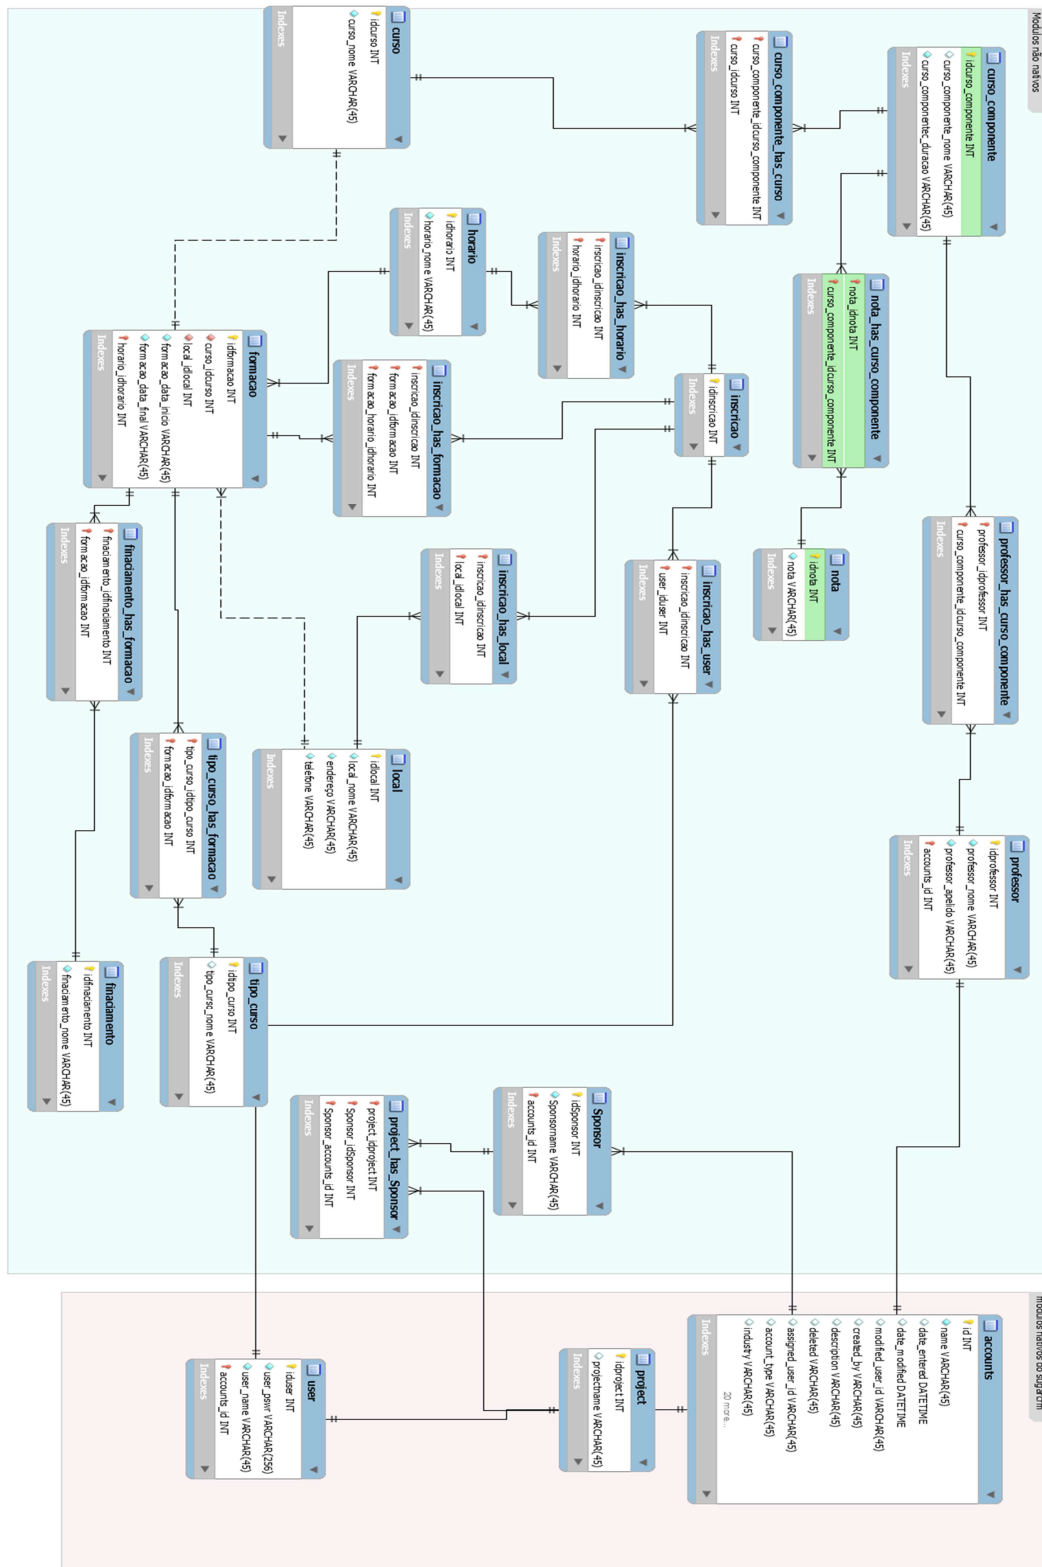 Modulos não nativos
curso_componente
idcurso_componente INT
curso_componente_nome VARCHAR(45)
curso_componentec_duracao VARCHAR(45)
Indexes
curso_componente_has_curso
curso_componente_idcurso_componente INT
curso_idcurso INT
Indexes
curso
idcurso INT
curso_nome VARCHAR(45)
Indexes
nota_has_curso_componente
nota_idnota INT
curso_componente_idcurso_componente INT
Indexes
inscricao_has_horario
inscricao_idinscricao INT
horario_idhorario INT
Indexes
horario
idhorario INT
horario_nome VARCHAR(45)
Indexes
inscricao
idinscricao INT
Indexes
inscricao_has_formacao
inscricao_idinscricao INT
formacao_idformacao INT
formacao_horario_idhorario INT
Indexes
formacao
idformacao INT
curso_idcurso INT
local_idlocal INT
formacao_data_inicio VARCHAR(45)
formacao_data_final VARCHAR(45)
horario_idhorario INT
Indexes
professor_has_curso_componente
professor_idprofessor INT
curso_componente_idcurso_componente INT
Indexes
nota
idnota INT
nota VARCHAR(45)
Indexes
inscricao_has_user
inscricao_idinscricao INT
user_iduser INT
Indexes
inscricao_has_local
inscricao_idinscricao INT
local_idlocal INT
Indexes
finaciamento_has_formacao
finaciamento_idfinaciamento INT
formacao_idformacao INT
Indexes
local
idlocal INT
local_nome VARCHAR(45)
endereço VARCHAR(45)
telefone VARCHAR(45)
Indexes
tipo_curso_has_formacao
tipo_curso_idtipo_curso INT
formacao_idformacao INT
Indexes
professor
idprofessor INT
professor_nome VARCHAR(45)
professor_apelido VARCHAR(45)
accounts_id INT
Indexes
tipo_curso
idtipo_curso INT
tipo_cursc_nome VARCHAR(45)
Indexes
finaciamento
idfinaciamento INT
finaciamento_nome VARCHAR(45)
Indexes
Sponsor
idSponsor INT
Sponsorname VARCHAR(45)
accounts_id INT
Indexes
project_has_Sponsor
project_idproject INT
Sponsor_idSponsor INT
Sponsor_accounts_id INT
Indexes
modulos nativos do sugarcrm
accounts
id INT
name VARCHAR(45)
date_entered DATETIME
date_modified DATETIME
modified_user_id VARCHAR(45)
created_by VARCHAR(45)
description VARCHAR(45)
deleted VARCHAR(45)
assigned_user_id VARCHAR(45)
account_type VARCHAR(45)
industry VARCHAR(45)
20 more...
Indexes
project
idproject INT
projectname VARCHAR(45)
Indexes
user
iduser INT
user_pswr VARCHAR(256)
user_name VARCHAR(45)
accounts_id INT
Indexes